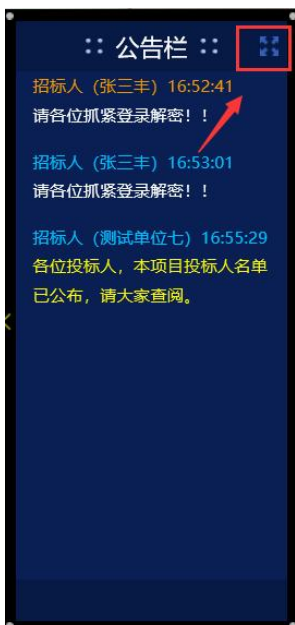 :: 公告栏 ::
招标人（张三丰）16:52:41
请各位抓紧登录解密！！
招标人（张三丰）16:53:01
请各位抓紧登录解密！！
招标人（测试单位七）16:55:29
各位投标人，本项目投标人名单
已公布，请大家查阅。